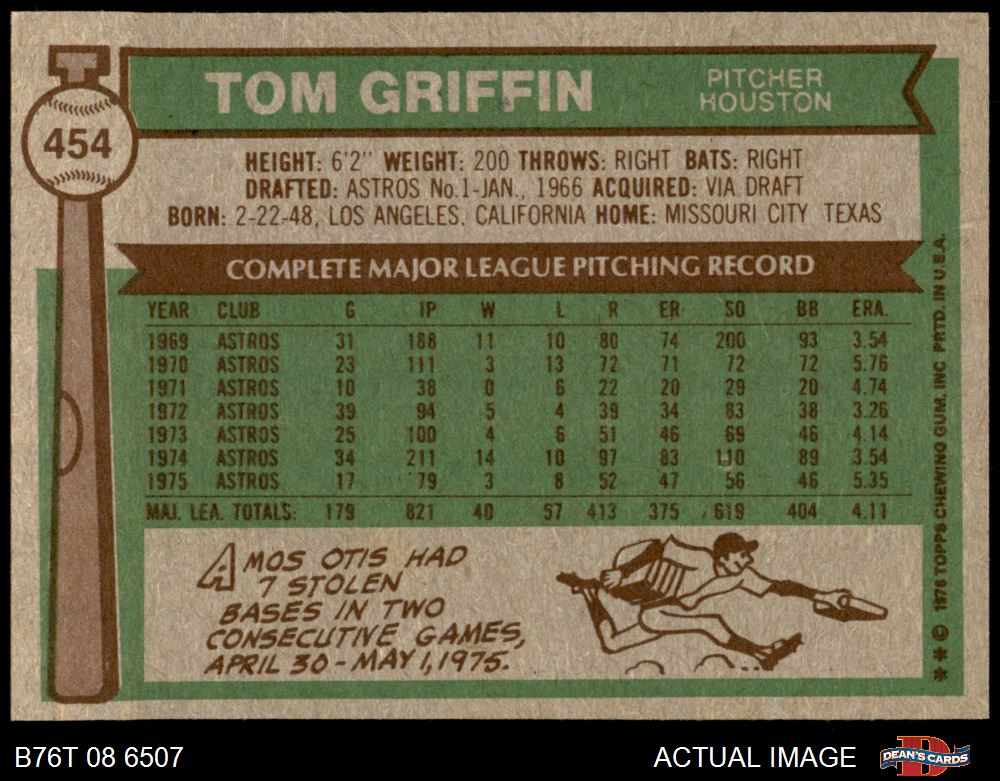 454
TOM GRIFFIN
PITCHER
HOUSTON
HEIGHT: 6'2" WEIGHT: 200 THROWS: RIGHT BATS: RIGHT
DRAFTED: ASTROS No.1-JAN., 1966 ACQUIRED: VIA DRAFT
BORN: 2-22-48, LOS ANGELES, CALIFORNIA HOME: MISSOURI CITY TEXAS
COMPLETE MAJOR LEAGUE PITCHING RECORD
YEAR CLUB G IP W L R ER SO BB ERA.
1969 ASTROS 31 188 11 10 80 74 200 93 3.54
1970 ASTROS 23 111 3 13 72 71 72 72 5.76
1971 ASTROS 10 38 0 6 22 20 29 20 4.74
1972 ASTROS 39 94 5 4 39 34 83 38 3.26
1973 ASTROS 25 100 4 6 51 46 69 46 4.14
1974 ASTROS 34 211 14 10 97 83 110 89 3.54
1975 ASTROS 17 79 3 8 52 47 56 46 5.35
MAJ. LEA. TOTALS: 179 821 40 57 413 375 619 404 4.11
AMOS OTIS HAD
7 STOLEN
BASES IN TWO
CONSECUTIVE GAMES,
APRIL 30-MAY 1, 1975.
** © 1976 TOPPS CHEWING GUM, INC PRTD. IN U.S.A.
B76T 08 6507
ACTUAL IMAGE
DEAN'S CARDS